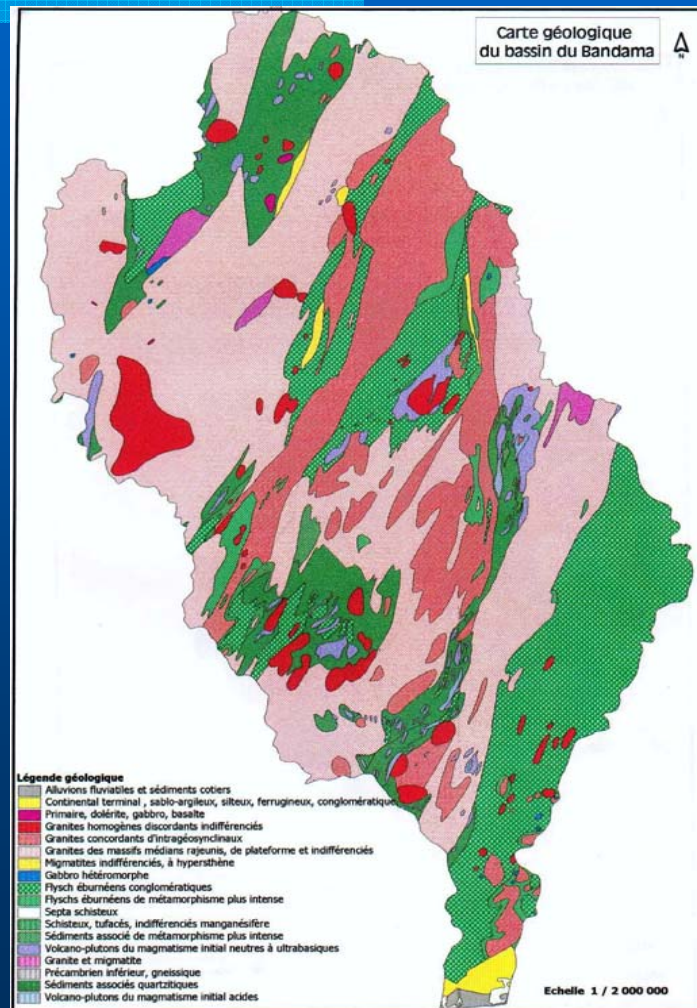 Carte géologique
du bassin du Bandama
N
Légende géologique
Alluvions fluviatiles et sédiments cotiers
Continental terminal , sablo-argileux, silteux, ferrugineux, conglomératique
Primaire, dolérite, gabbro, basalte
Granites homogènes discordants indifférenciés
Granites concordants d'intragéosynclinaux
Granites des massifs médians rajeunis, de plateforme et indifférenciés
Migmatites indifférenciés, à hypersthène
Gabbro hétéromorphe
Flysch éburnéens conglomératiques
Flyschs éburnéens de métamorphisme plus intense
Septa schisteux
Schisteux, tufacés, indifférenciés manganésifère
Sédiments associé de métamorphisme plus intense
Volcano-plutons du magmatisme initial neutres à ultrabasiques
Granite et migmatite
Précambrien inférieur, gneissique
Sédiments associés quartzitiques
Volcano-plutons du magmatisme initial acides
Echelle 1 / 2 000 000